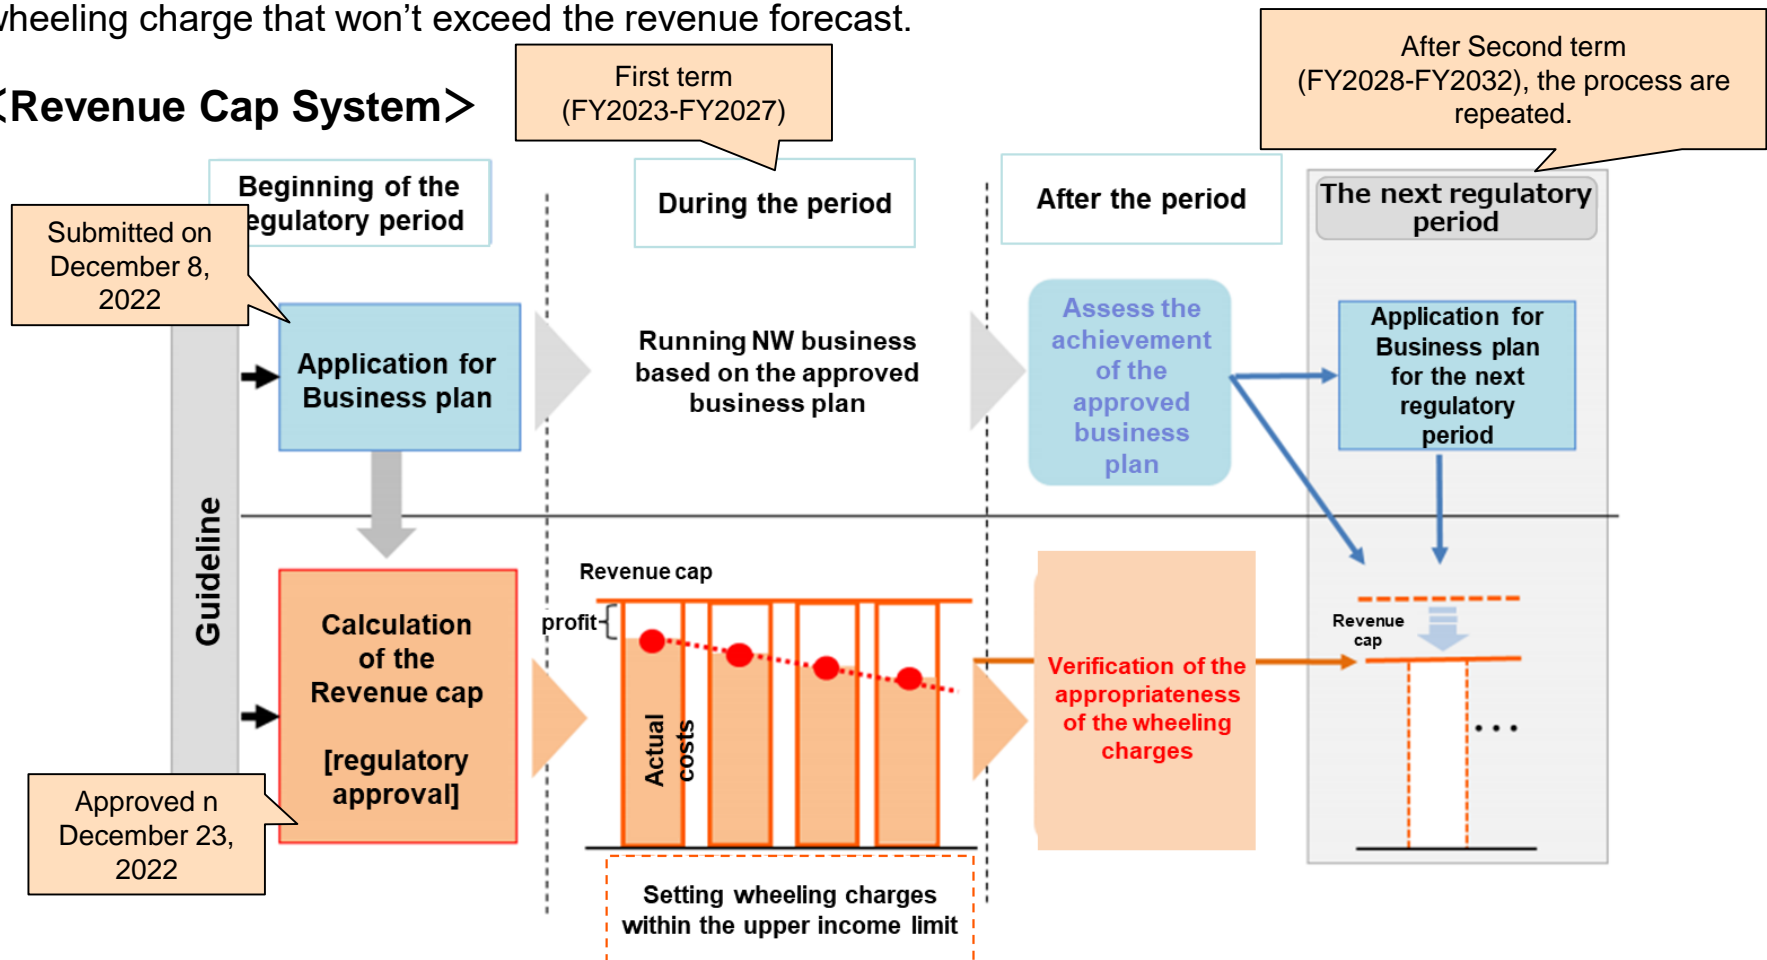 wheeling charge that won’t exceed the revenue forecast.
<Revenue Cap System>
First term
(FY2023-FY2027)
After Second term
(FY2028-FY2032), the process are
repeated.
Beginning of the
egulatory period
During the period
After the period
The next regulatory
period
Submitted on
December 8,
2022
Guideline
Application for
Business plan
Running NW business
based on the approved
business plan
Assess the
achievement
of the
approved
business
plan
Application for
Business plan
for the next
regulatory
period
Calculation
of the
Revenue cap
[regulatory
approval]
Approved n
December 23,
2022
Revenue cap
profit
Actual
costs
Setting wheeling charges
within the upper income limit
Verification of the
appropriateness
of the wheeling
charges
Revenue
cap
...